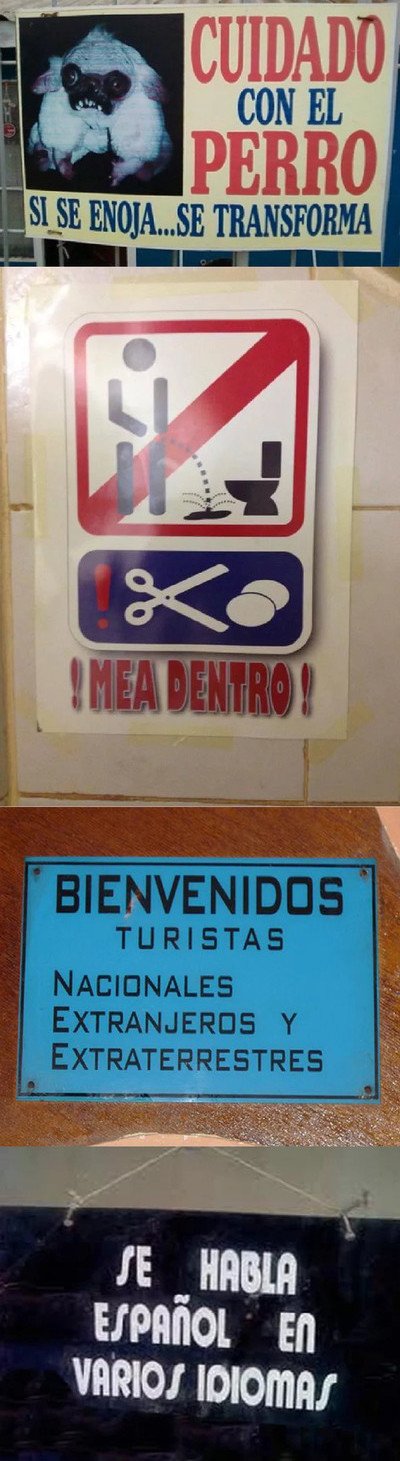 CUIDADO
CON EL
PERRO
SI SE ENOJA...SE TRANSFORMA
!
! MEA DENTRO !
BIENVENIDOS
TURISTAS
NACIONALES
EXTRANJEROS Y
EXTRATERRESTRES
SE HABLA
ESPAÑOL EN
VARIOS IDIOMAS